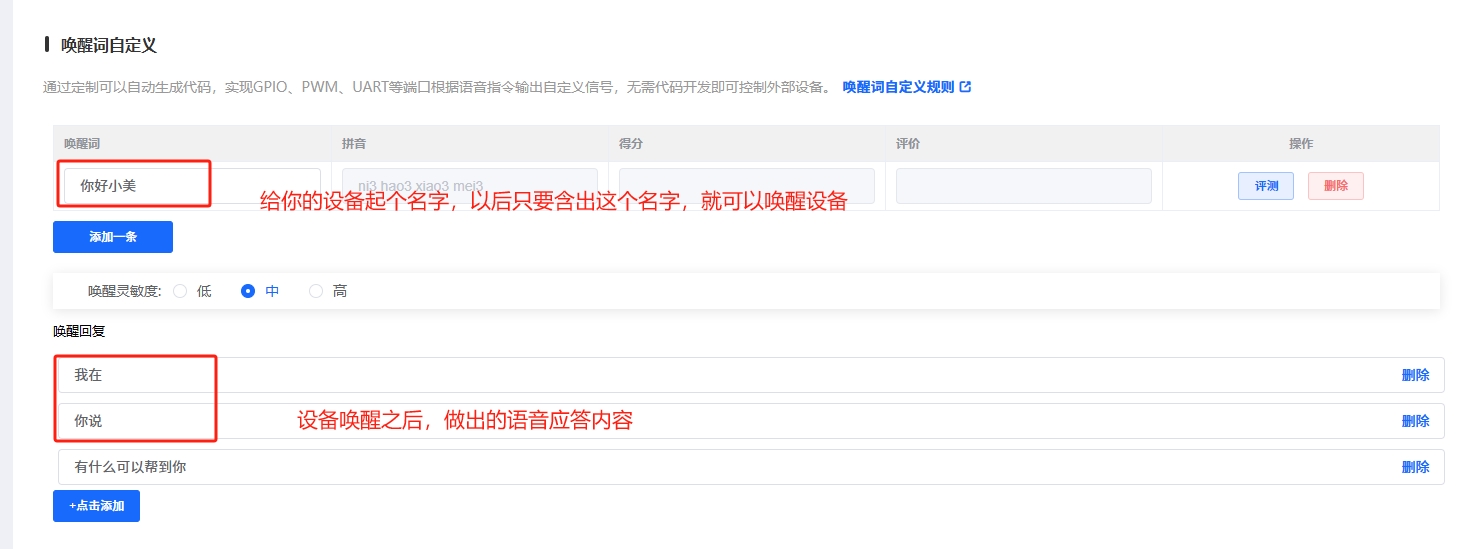 唤醒词自定义
通过定制可以自动生成代码，实现GPIO、PWM、UART等端口根据语音指令输出自定义信号，无需代码开发即可控制外部设备。 唤醒词自定义规则
唤醒词 拼音 得分 评价 操作
你好小美 ni3 hao3 xiao3 mei3 评测 删除
给你的设备起个名字，以后只要含出这个名字，就可以唤醒设备
添加一条
唤醒灵敏度: 低 中 高
唤醒回复
我在 删除
你说 删除
设备唤醒之后，做出的语音应答内容
有什么可以帮到你 删除
+点击添加